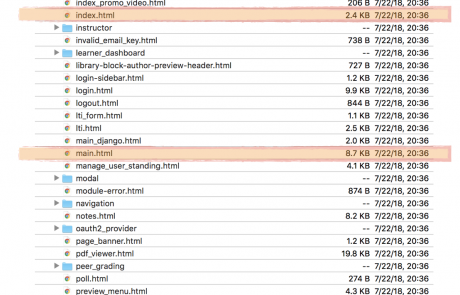 index_promo_video.html 206 B 7/22/18, 20:36
index.html 2.4 KB 7/22/18, 20:36
instructor -- 7/22/18, 20:36
invalid_email_key.html 738 B 7/22/18, 20:36
learner_dashboard -- 7/22/18, 20:36
library-block-author-preview-header.html 727 B 7/22/18, 20:36
login-sidebar.html 1.2 KB 7/22/18, 20:36
login.html 9.9 KB 7/22/18, 20:36
logout.html 844 B 7/22/18, 20:36
lti_form.html 1.1 KB 7/22/18, 20:36
lti.html 2.5 KB 7/22/18, 20:36
main_django.html 2.0 KB 7/22/18, 20:36
main.html 8.7 KB 7/22/18, 20:36
manage_user_standing.html 4.1 KB 7/22/18, 20:36
modal -- 7/22/18, 20:36
module-error.html 874 B 7/22/18, 20:36
navigation -- 7/22/18, 20:36
notes.html 8.2 KB 7/22/18, 20:36
oauth2_provider -- 7/22/18, 20:36
page_banner.html 1.2 KB 7/22/18, 20:36
pdf_viewer.html 19.8 KB 7/22/18, 20:36
peer_grading -- 7/22/18, 20:36
poll.html 274 B 7/22/18, 20:36
preview_menu.html 4.3 KB 7/22/18, 20:36